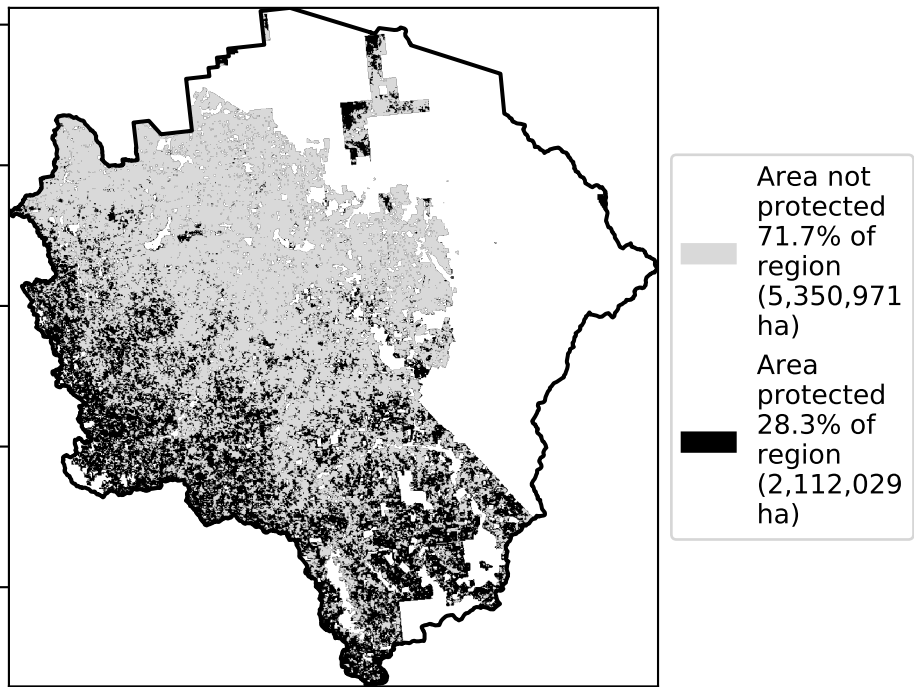 Area not
protected
71.7% of
region
(5,350,971
ha)
Area
protected
28.3% of
region
(2,112,029
ha)